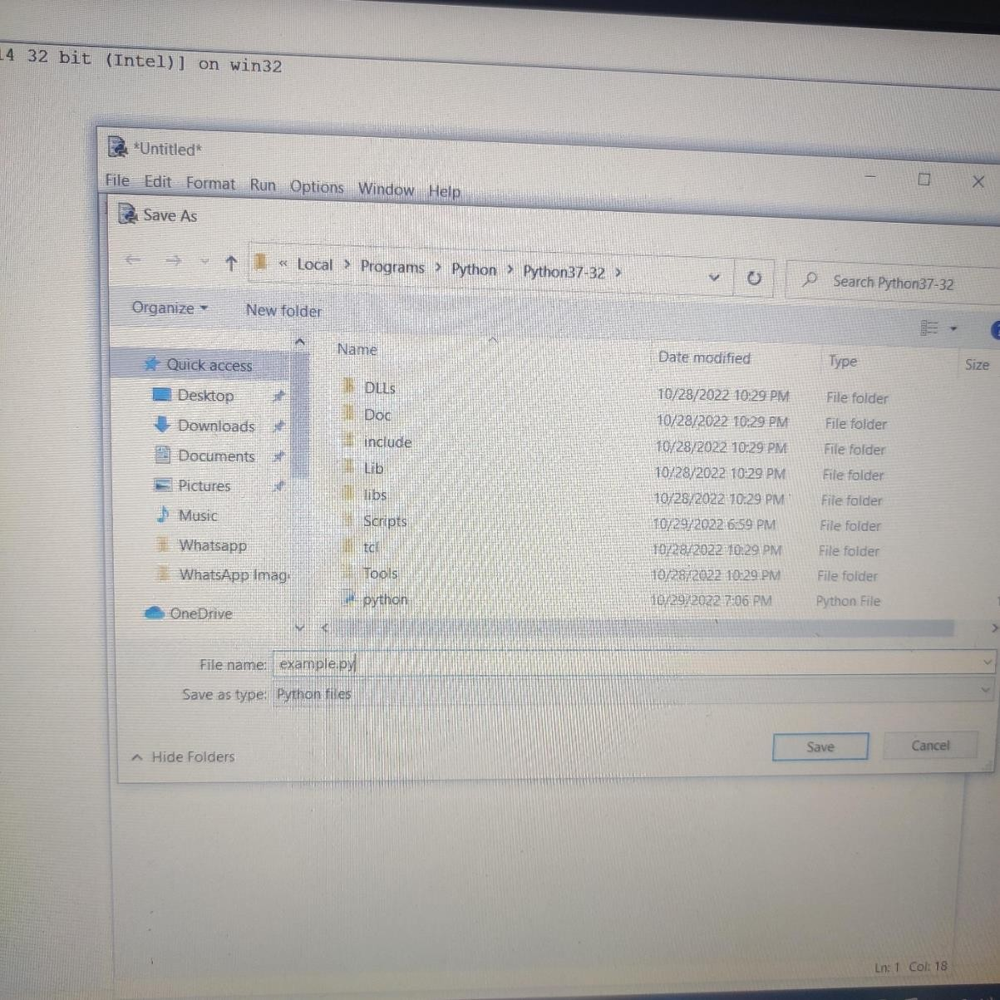 14 32 bit (Intel)] on win32
*Untitled*
File Edit Format Run Options Window Help
Save As
« Local > Programs > Python > Python37-32 >
Search Python37-32
Organize
New folder
Name Date modified Type Size
Quick access
Desktop
Downloads
Documents
Pictures
Music
Whatsapp
WhatsApp Imag
OneDrive
DLLs 10/28/2022 10:29 PM File folder
Doc 10/28/2022 10:29 PM File folder
include 10/28/2022 10:29 PM File folder
Lib 10/28/2022 10:29 PM File folder
libs 10/28/2022 10:29 PM File folder
Scripts 10/29/2022 6:59 PM File folder
tcl 10/28/2022 10:29 PM File folder
Tools 10/28/2022 10:29 PM File folder
python 10/29/2022 7:06 PM Python File
File name: example.py
Save as type: Python files
Hide Folders
Save Cancel
Ln: 1 Col: 18